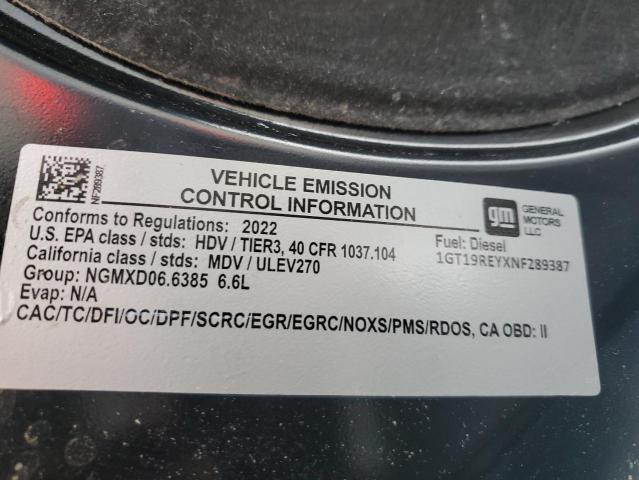 NF289387
VEHICLE EMISSION
CONTROL INFORMATION
gm GENERAL
MOTORS
LLC
Conforms to Regulations: 2022
U.S. EPA class / stds: HDV / TIER3, 40 CFR 1037.104
California class / stds: MDV / ULEV270
Group: NGMXD06.6385 6.6L
Evap: N/A
Fuel: Diesel
1GT19REYXNF289387
CAC/TC/DFI/OC/DPF/SCRC/EGR/EGRC/NOXS/PMS/RDOS, CA OBD: II